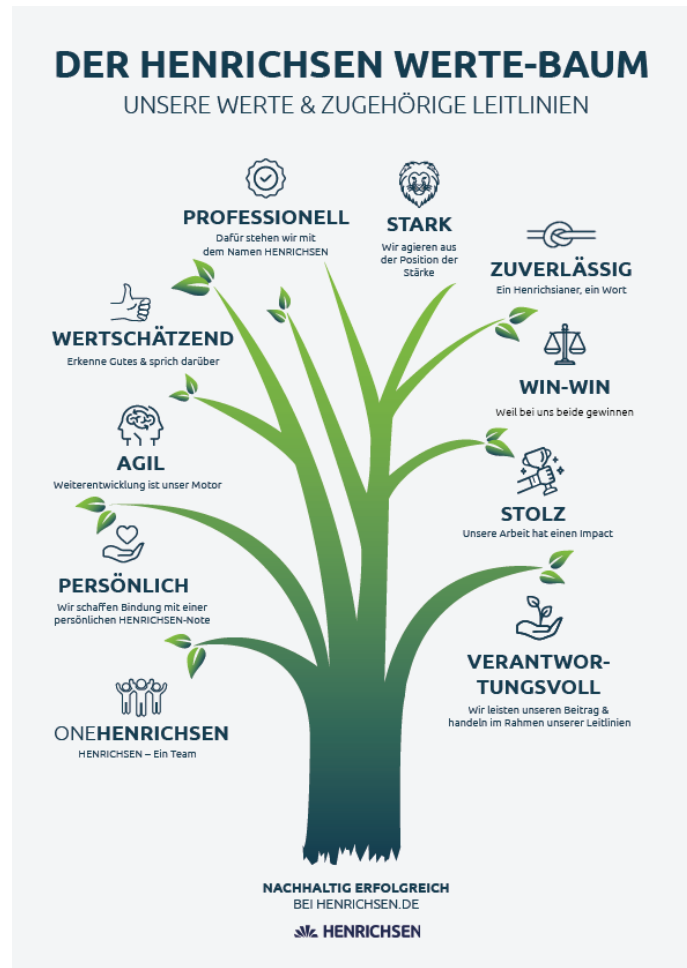 DER HENRICHSEN WERTE-BAUM
UNSERE WERTE & ZUGEHÖRIGE LEITLINIEN
PROFESSIONELL
Dafür stehen wir mit
dem Namen HENRICHSEN
STARK
Wir agieren aus
der Position der
Stärke
ZUVERLÄSSIG
Ein Henrichsianer, ein Wort
WERTSCHÄTZEND
Erkenne Gutes & sprich darüber
WIN-WIN
Weil bei uns beide gewinnen
AGIL
Weiterentwicklung ist unser Motor
STOLZ
Unsere Arbeit hat einen Impact
PERSÖNLICH
Wir schaffen Bindung mit einer
persönlichen HENRICHSEN-Note
VERANTWOR-
TUNGSVOLL
Wir leisten unseren Beitrag &
handeln im Rahmen unserer Leitlinien
ONEHENRICHSEN
HENRICHSEN – Ein Team
NACHHALTIG ERFOLGREICH
BEI HENRICHSEN.DE
HENRICHSEN